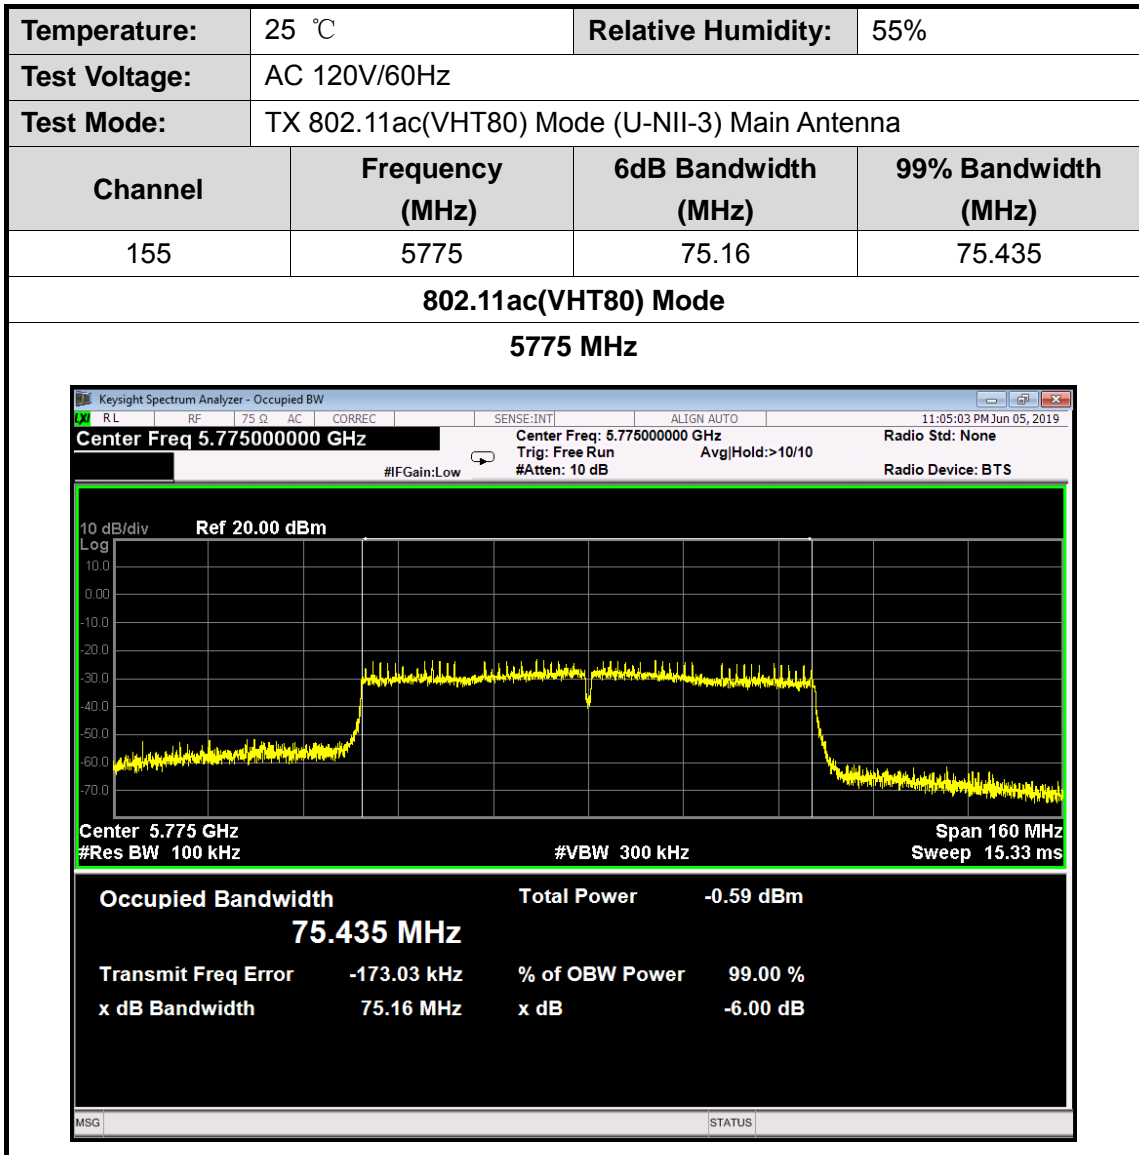 Temperature: 25 ℃ Relative Humidity: 55%
Test Voltage: AC 120V/60Hz
Test Mode: TX 802.11ac(VHT80) Mode (U-NII-3) Main Antenna
Channel Frequency (MHz) 6dB Bandwidth (MHz) 99% Bandwidth (MHz)
155 5775 75.16 75.435
802.11ac(VHT80) Mode
5775 MHz
Keysight Spectrum Analyzer - Occupied BW
LXI RL RF 75 Ω AC CORREC SENSE:INT ALIGN AUTO 11:05:03 PM Jun 05, 2019
Center Freq 5.775000000 GHz Center Freq: 5.775000000 GHz Radio Std: None
Trig: Free Run Avg|Hold:>10/10
#IFGain:Low #Atten: 10 dB Radio Device: BTS
10 dB/div Ref 20.00 dBm
Log
10.0
0.00
-10.0
-20.0
-30.0
-40.0
-50.0
-60.0
-70.0
Center 5.775 GHz Span 160 MHz
#Res BW 100 kHz #VBW 300 kHz Sweep 15.33 ms
Occupied Bandwidth Total Power -0.59 dBm
75.435 MHz
Transmit Freq Error -173.03 kHz % of OBW Power 99.00 %
x dB Bandwidth 75.16 MHz x dB -6.00 dB
MSG STATUS